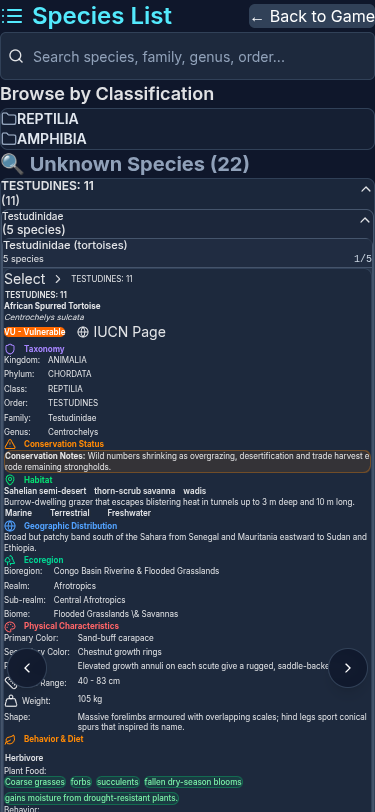 Species List
← Back to Game
Search species, family, genus, order...
Browse by Classification
REPTILIA
AMPHIBIA
🔍 Unknown Species (22)
TESTUDINES: 11
(11)
Testudinidae
(5 species)
Testudinidae (tortoises)
5 species 1/5
Select > TESTUDINES: 11
TESTUDINES: 11
African Spurred Tortoise
Centrochelys sulcata
VU - Vulnerable IUCN Page
Taxonomy
Kingdom: ANIMALIA
Phylum: CHORDATA
Class: REPTILIA
Order: TESTUDINES
Family: Testudinidae
Genus: Centrochelys
Conservation Status
Conservation Notes: Wild numbers shrinking as overgrazing, desertification and trade harvest e
rode remaining strongholds.
Habitat
Sahelian semi-desert thorn-scrub savanna wadis
Burrow-dwelling grazer that escapes blistering heat in tunnels up to 3 m deep and 10 m long.
Marine Terrestrial Freshwater
Geographic Distribution
Broad but patchy band south of the Sahara from Senegal and Mauritania eastward to Sudan and
Ethiopia.
Ecoregion
Bioregion: Congo Basin Riverine & Flooded Grasslands
Realm: Afrotropics
Sub-realm: Central Afrotropics
Biome: Flooded Grasslands \& Savannas
Physical Characteristics
Primary Color: Sand-buff carapace
Color: Chestnut growth rings
Elevated growth annuli on each scute give a rugged, saddle-backe
Range: 40 - 83 cm
Weight: 105 kg
Shape: Massive forelimbs armoured with overlapping scales; hind legs sport conical
spurs that inspired its name.
Behavior & Diet
Herbivore
Plant Food:
Coarse grasses forbs succulents fallen dry-season blooms
gains moisture from drought-resistant plants.
Behavior: